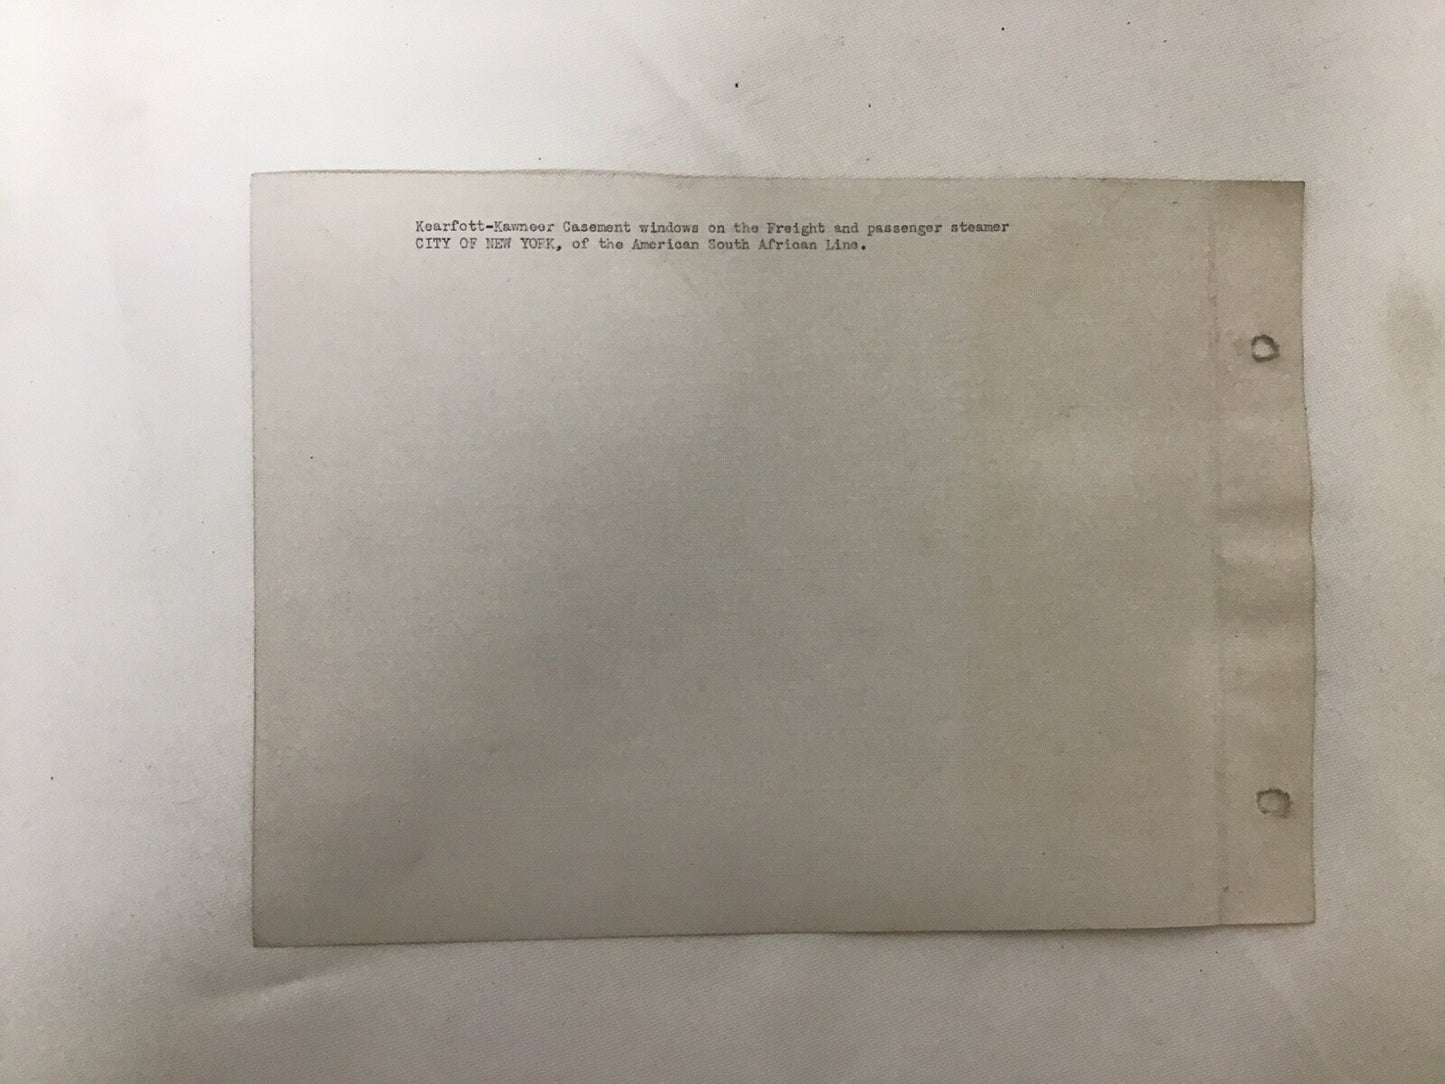 Kearfott-Kawneer Casement windows on the Freight and passenger steamer
CITY OF NEW YORK, of the American South African Line.